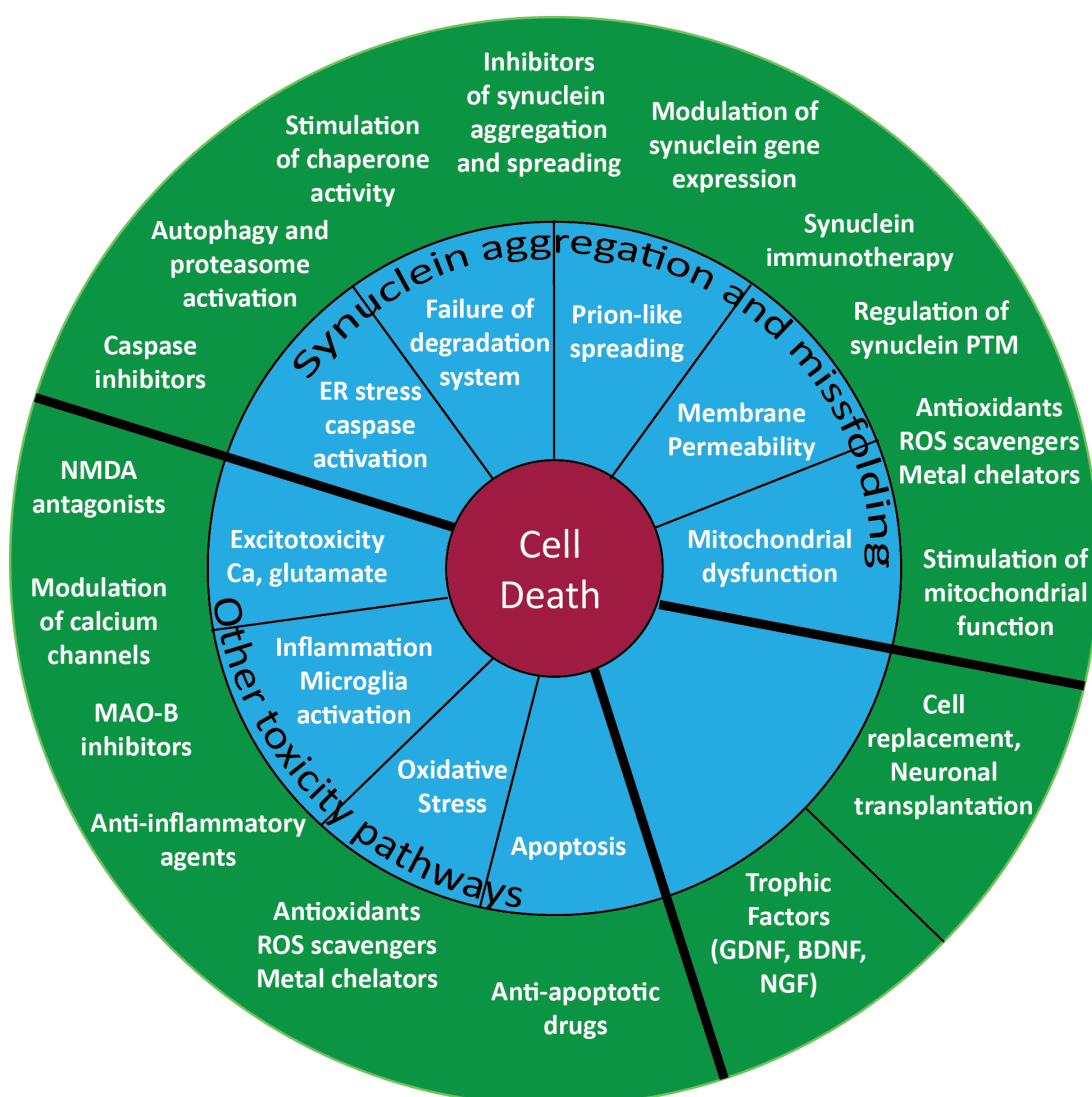 Inhibitors
of synuclein
aggregation
and spreading
Modulation of
synuclein gene
expression
Stimulation
of chaperone
activity
Synuclein
immunotherapy
Autophagy and
proteasome
activation
Regulation of
synuclein PTM
Caspase
inhibitors
Antioxidants
ROS scavengers
Metal chelators
Stimulation of
mitochondrial
function
Synuclein aggregation and missfolding
Failure of
degradation
system
Prion-like
spreading
ER stress
caspase
activation
Membrane
Permeability
Mitochondrial
dysfunction
Cell
Death
NMDA
antagonists
Modulation
of calcium
channels
MAO-B
inhibitors
Anti-inflammatory
agents
Antioxidants
ROS scavengers
Metal chelators
Anti-apoptotic
drugs
Other toxicity pathways
Excitotoxicity
Ca, glutamate
Inflammation
Microglia
activation
Oxidative
Stress
Apoptosis
Cell
replacement,
Neuronal
transplantation
Trophic
Factors
(GDNF, BDNF,
NGF)